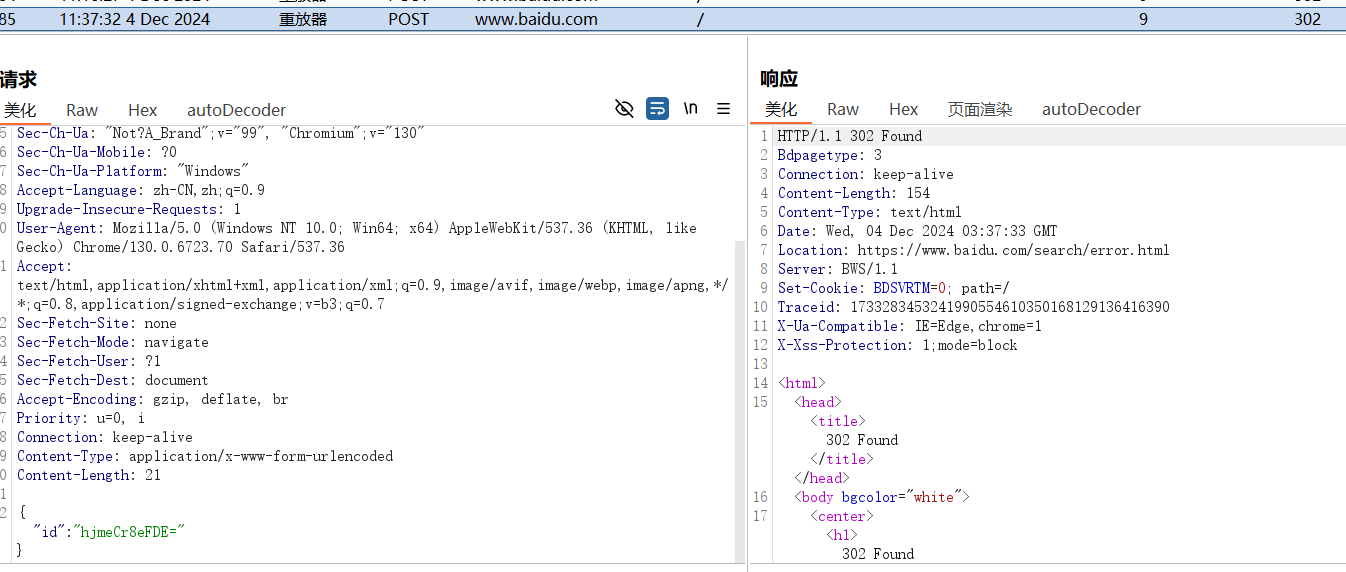 85 11:37:32 4 Dec 2024 重放器 POST www.baidu.com / 9 302
请求
美化 Raw Hex autoDecoder \n
5 Sec-Ch-Ua: "Not?A_Brand";v="99", "Chromium";v="130"
6 Sec-Ch-Ua-Mobile: ?0
7 Sec-Ch-Ua-Platform: "Windows"
8 Accept-Language: zh-CN,zh;q=0.9
9 Upgrade-Insecure-Requests: 1
0 User-Agent: Mozilla/5.0 (Windows NT 10.0; Win64; x64) AppleWebKit/537.36 (KHTML, like
Gecko) Chrome/130.0.6723.70 Safari/537.36
1 Accept:
text/html,application/xhtml+xml,application/xml;q=0.9,image/avif,image/webp,image/apng,*/
*;q=0.8,application/signed-exchange;v=b3;q=0.7
2 Sec-Fetch-Site: none
3 Sec-Fetch-Mode: navigate
4 Sec-Fetch-User: ?1
5 Sec-Fetch-Dest: document
6 Accept-Encoding: gzip, deflate, br
7 Priority: u=0, i
8 Connection: keep-alive
9 Content-Type: application/x-www-form-urlencoded
0 Content-Length: 21
1
2 {
"id":"hjmeCr8eFDE="
}
响应
美化 Raw Hex 页面渲染 autoDecoder
1 HTTP/1.1 302 Found
2 Bdpagetype: 3
3 Connection: keep-alive
4 Content-Length: 154
5 Content-Type: text/html
6 Date: Wed, 04 Dec 2024 03:37:33 GMT
7 Location: https://www.baidu.com/search/error.html
8 Server: BWS/1.1
9 Set-Cookie: BDSVRTM=0; path=/
10 Traceid: 1733283453241990554610350168129136416390
11 X-Ua-Compatible: IE=Edge,chrome=1
12 X-Xss-Protection: 1;mode=block
13
14 <html>
15 <head>
<title>
302 Found
</title>
</head>
16 <body bgcolor="white">
17 <center>
<h1>
302 Found